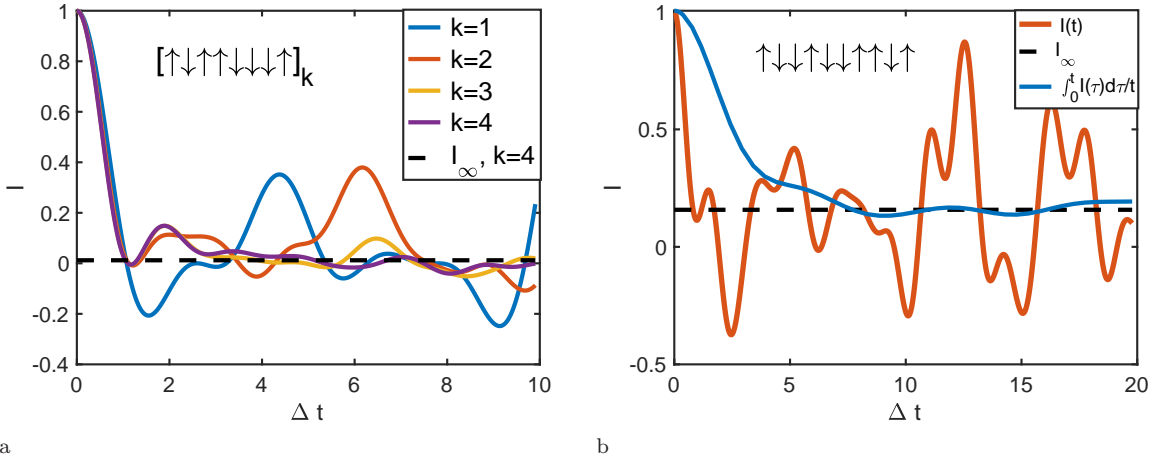 1
0.8
0.6
0.4
0.2
0
-0.2
-0.4
I
0 2 4 6 8 10
Δ t
[↑↓↑↑↓↓↓↑]k
k=1
k=2
k=3
k=4
I∞, k=4
a
1
0.5
0
-0.5
I
0 5 10 15 20
Δ t
↑↓↓↑↓↓↑↑↓↑
I(t)
I∞
∫0t I(τ)dτ/t
b